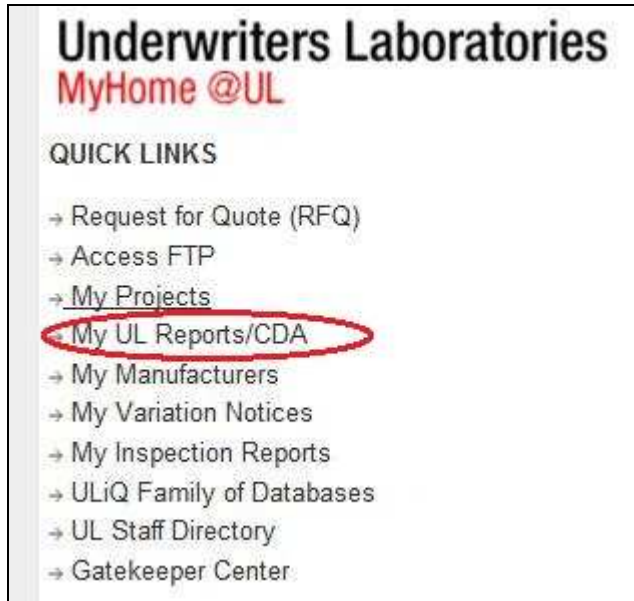 Underwriters Laboratories
MyHome @UL
QUICK LINKS
→ Request for Quote (RFQ)
→ Access FTP
→ My Projects
→ My UL Reports/CDA
→ My Manufacturers
→ My Variation Notices
→ My Inspection Reports
→ ULiQ Family of Databases
→ UL Staff Directory
→ Gatekeeper Center